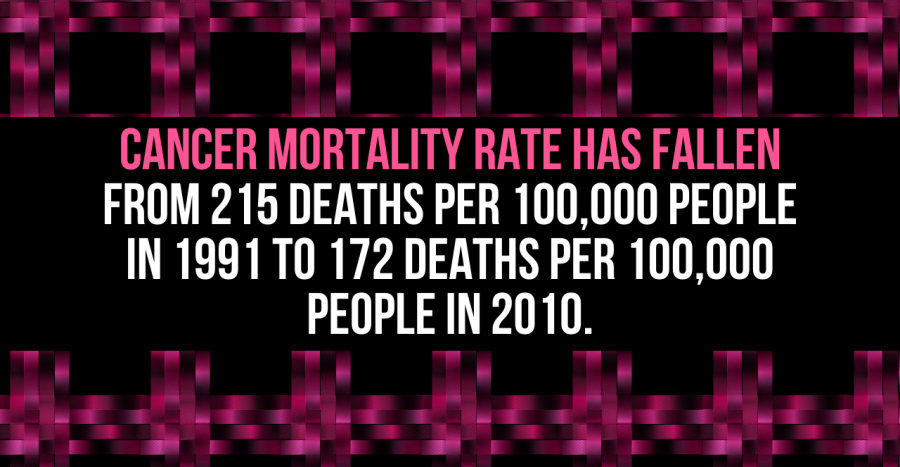 CANCER MORTALITY RATE HAS FALLEN
FROM 215 DEATHS PER 100,000 PEOPLE
IN 1991 TO 172 DEATHS PER 100,000
PEOPLE IN 2010.